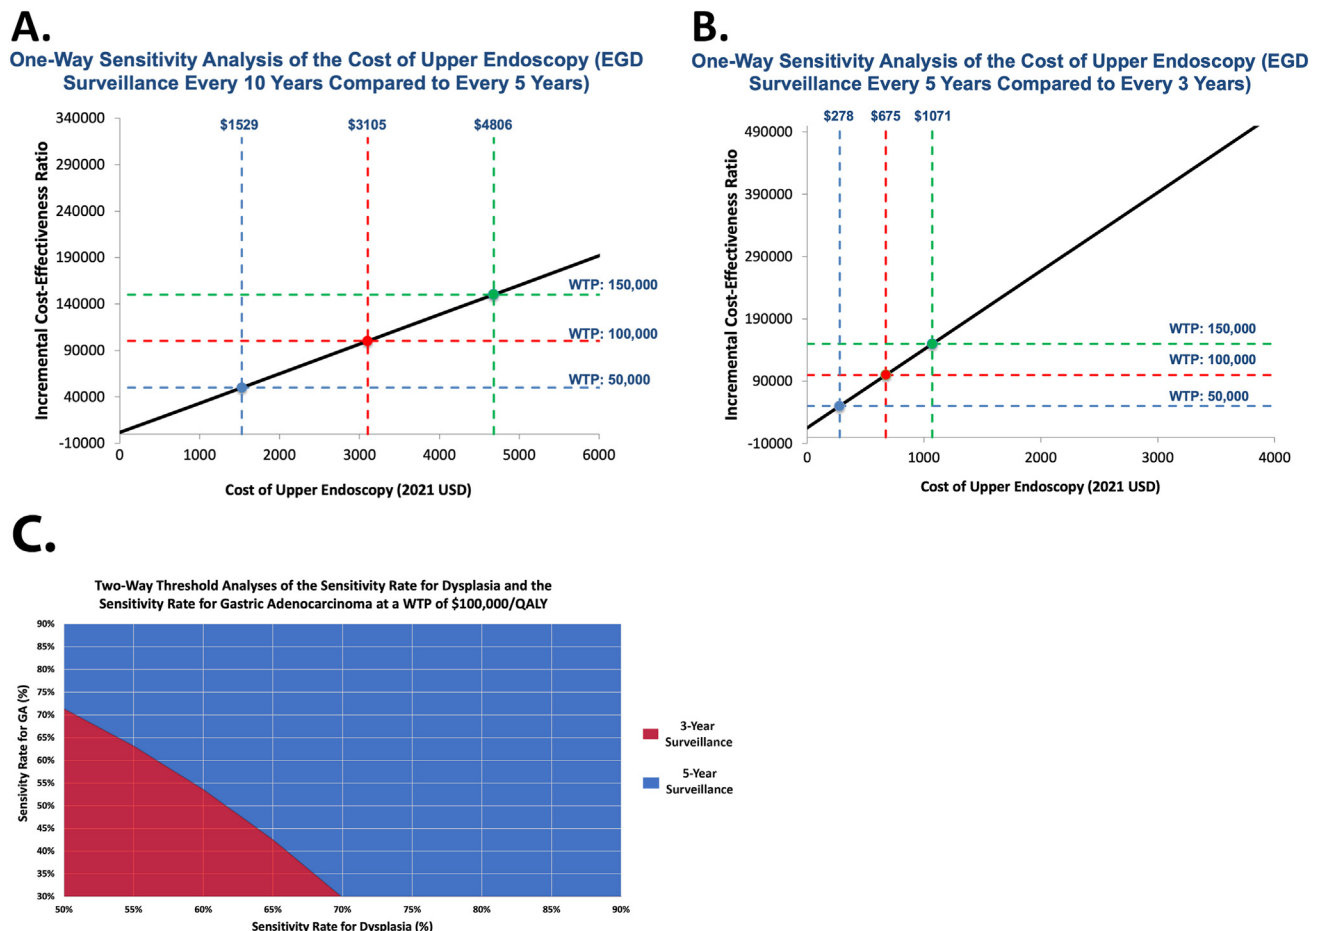 A.
One-Way Sensitivity Analysis of the Cost of Upper Endoscopy (EGD
Surveillance Every 10 Years Compared to Every 5 Years)
$1529
$3105
$4806
340000
290000
240000
190000
140000
90000
40000
-10000
Incremental Cost-Effectiveness Ratio
WTP: 150,000
WTP: 100,000
WTP: 50,000
0
1000
2000
3000
4000
5000
6000
Cost of Upper Endoscopy (2021 USD)
B.
One-Way Sensitivity Analysis of the Cost of Upper Endoscopy (EGD
Surveillance Every 5 Years Compared to Every 3 Years)
$278
$675
$1071
490000
390000
290000
190000
90000
-10000
Incremental Cost-Effectiveness Ratio
WTP: 150,000
WTP: 100,000
WTP: 50,000
0
1000
2000
3000
4000
Cost of Upper Endoscopy (2021 USD)
C.
Two-Way Threshold Analyses of the Sensitivity Rate for Dysplasia and the
Sensitivity Rate for Gastric Adenocarcinoma at a WTP of $100,000/QALY
90%
85%
80%
75%
70%
65%
60%
55%
50%
45%
40%
35%
30%
Sensivity Rate for GA (%)
50%
55%
60%
65%
70%
75%
80%
85%
90%
Sensitivity Rate for Dysplasia (%)
3-Year
Surveillance
5-Year
Surveillance